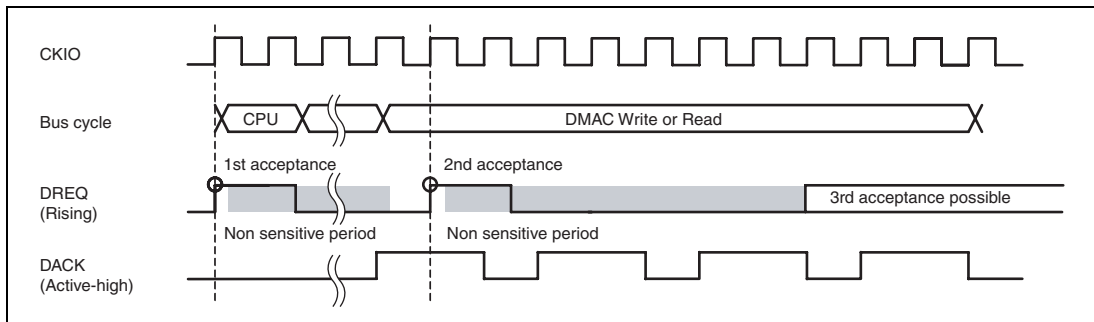 CKIO
Bus cycle
CPU
DMAC Write or Read
1st acceptance
2nd acceptance
DREQ
(Rising)
3rd acceptance possible
Non sensitive period
Non sensitive period
DACK
(Active-high)